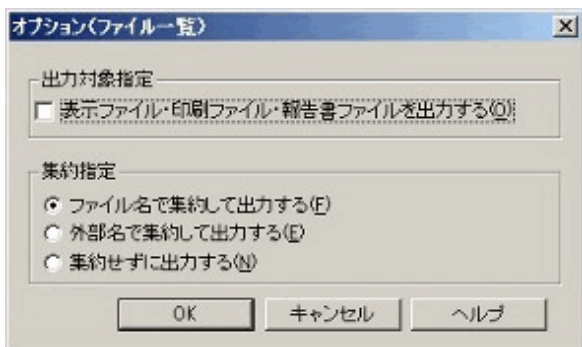 オプション(ファイル一覧)
出力対象指定
表示ファイル・印刷ファイル・報告書ファイルを出力する(O)
集約指定
ファイル名で集約して出力する(F)
外部名で集約して出力する(E)
集約せずに出力する(N)
OK キャンセル ヘルプ